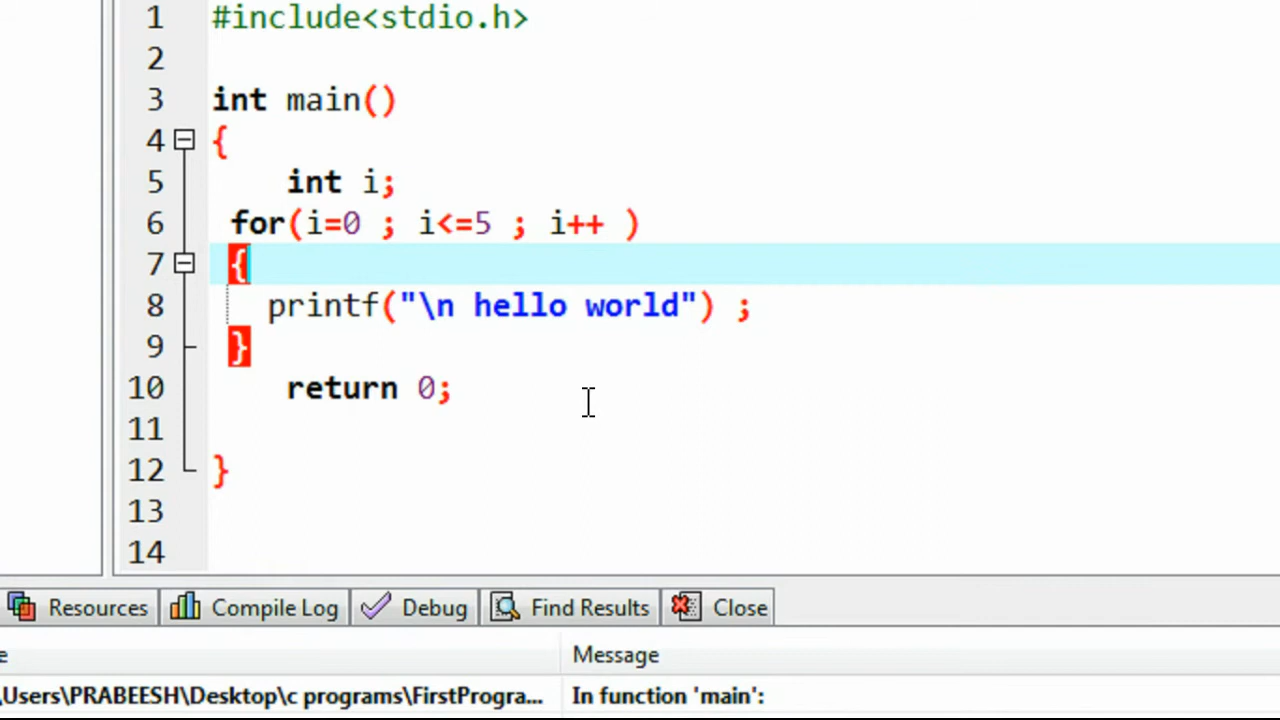 1 #include<stdio.h>
2
3 int main()
4 {
5 int i;
6 for(i=0 ; i<=5 ; i++ )
7 {
8 printf("\n hello world") ;
9 }
10 return 0;
11
12 }
13
14
Resources Compile Log Debug Find Results Close
e Message
\Users\PRABEESH\Desktop\c programs\FirstProgra... In function 'main':